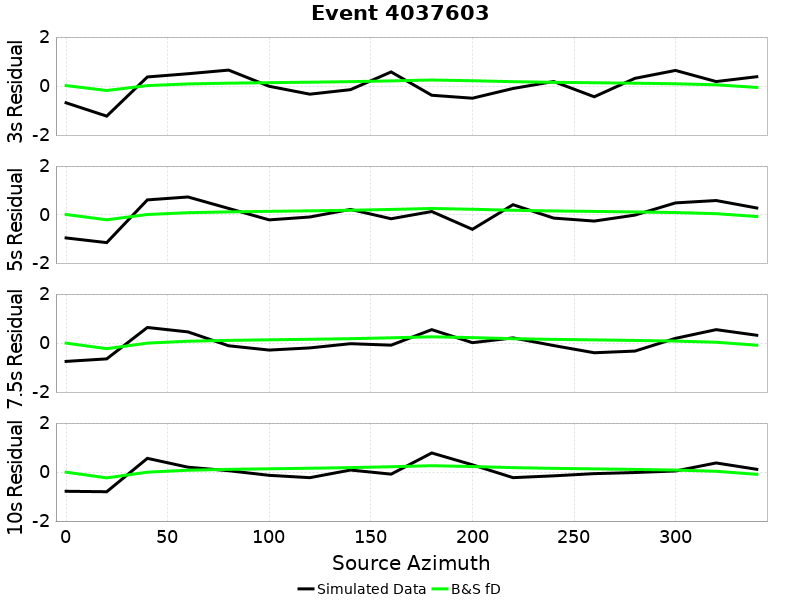 Event 4037603
3s Residual
2
0
-2
5s Residual
2
0
-2
7.5s Residual
2
0
-2
10s Residual
2
0
-2
0 50 100 150 200 250 300
Source Azimuth
Simulated Data B&S fD